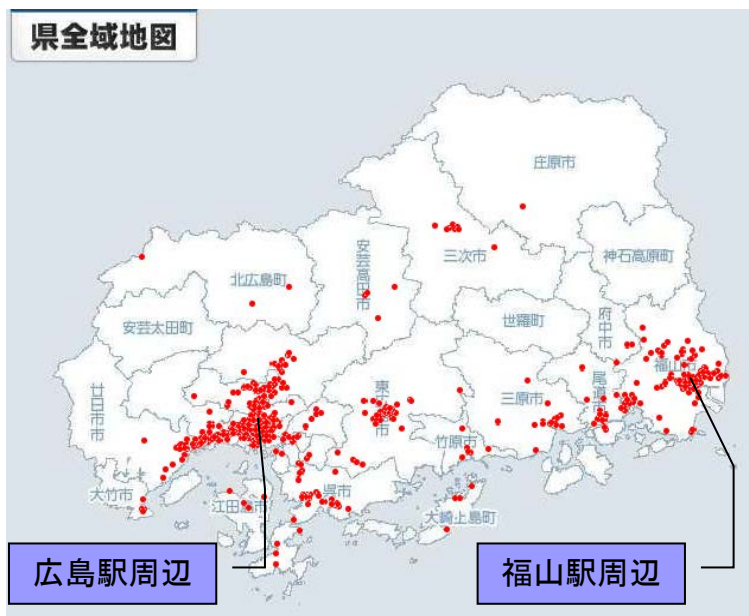 県全域地図
庄原市
三次市
神石高原町
安芸高田市
北広島町
安芸太田町
世羅町
府中市
福山市
廿日市市
東
市
三原市
尾道
竹原市
大竹市
江田島市
呉市
大崎上島町
広島駅周辺
福山駅周辺